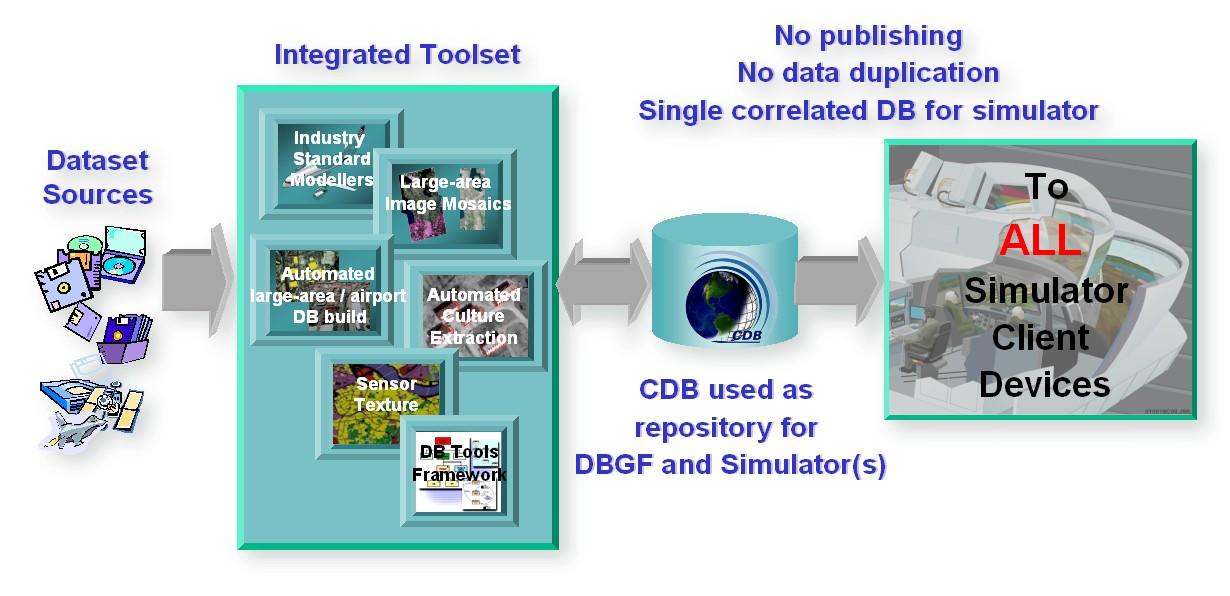 No publishing
No data duplication
Single correlated DB for simulator
Integrated Toolset
Dataset
Sources
Industry
Standard
Modellers
Large-area
Image Mosaics
Automated
large-area / airport
DB build
Automated
Culture
Extraction
Sensor
Texture
DB Tools
Framework
CDB
CDB used as
repository for
DBGF and Simulator(s)
To
ALL
Simulator
Client
Devices